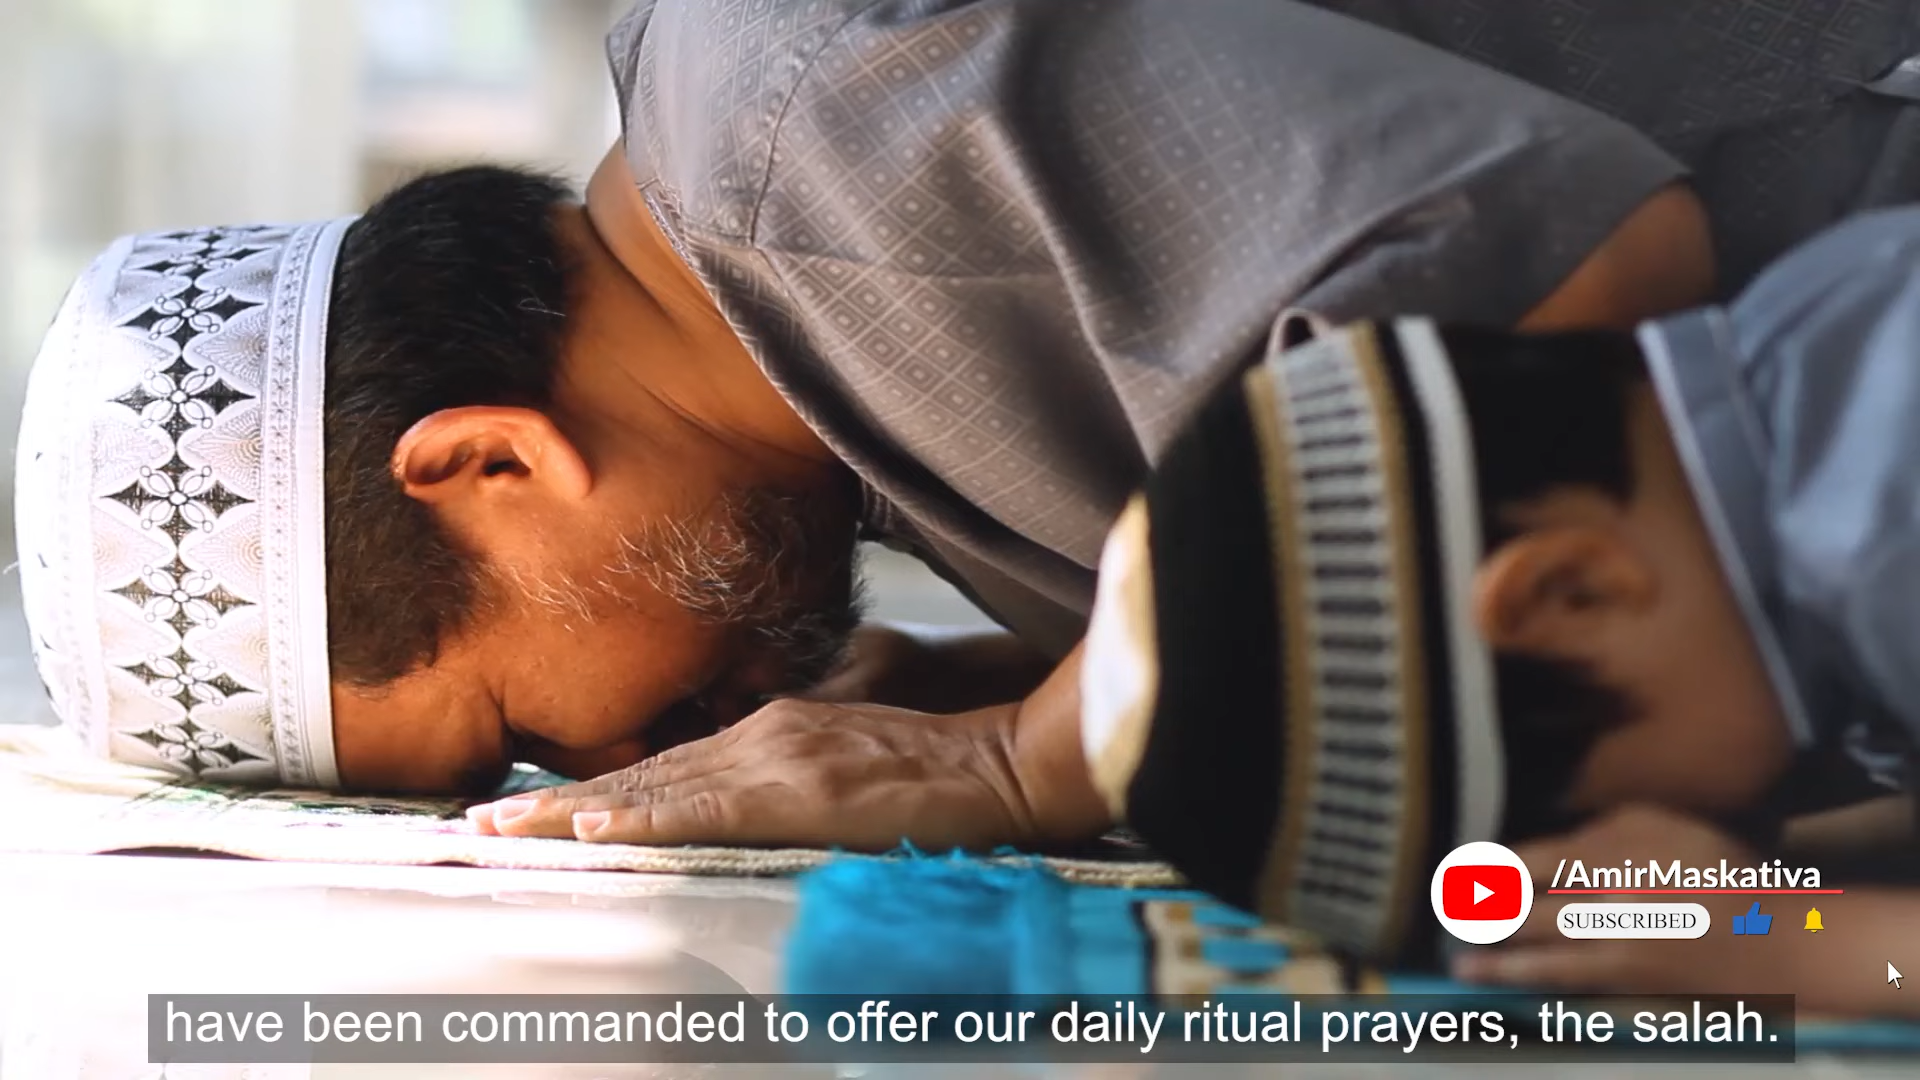 /AmirMaskativa
SUBSCRIBED
have been commanded to offer our daily ritual prayers, the salah.